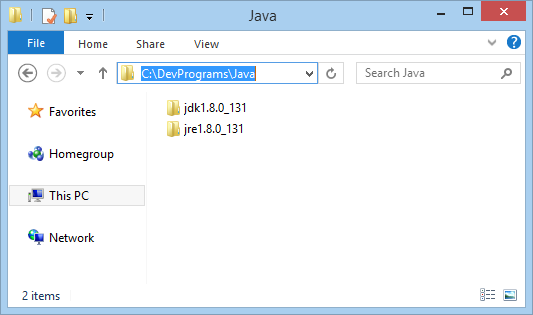 Java
File Home Share View
C:\DevPrograms\Java
Search Java
Favorites
Homegroup
This PC
Network
jdk1.8.0_131
jre1.8.0_131
2 items